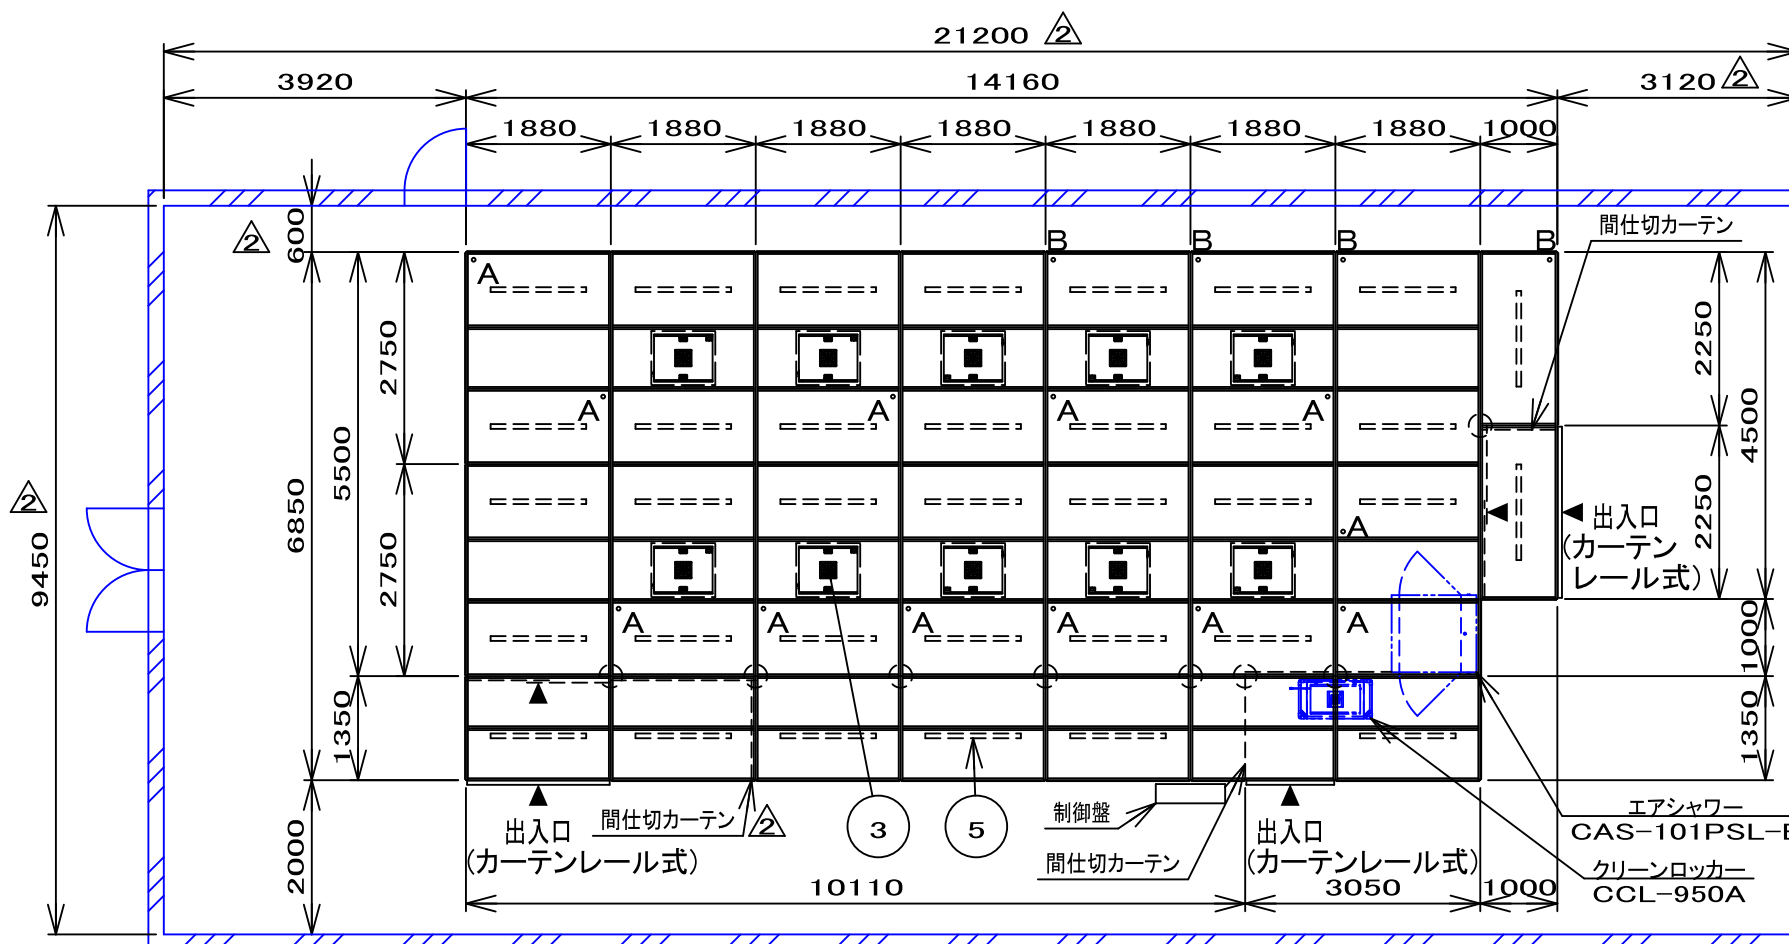 21200 2
3920
14160
3120 2
1880
1880
1880
1880
1880
1880
1880
1000
600
2
間仕切カーテン
B
B
B
B
A
2750
2250
A
A
A
A
5500
4500
6850
2
9450
2750
2250
A
出入口
(カーテン
レール式)
A
A
A
A
A
A
1000
1350
1350
2000
間仕切カーテン 2
出入口
(カーテンレール式)
3
5
制御盤
間仕切カーテン
出入口
(カーテンレール式)
エアシャワー
CAS-101PSL-
クリーンロッカー
CCL-950A
10110
3050
1000